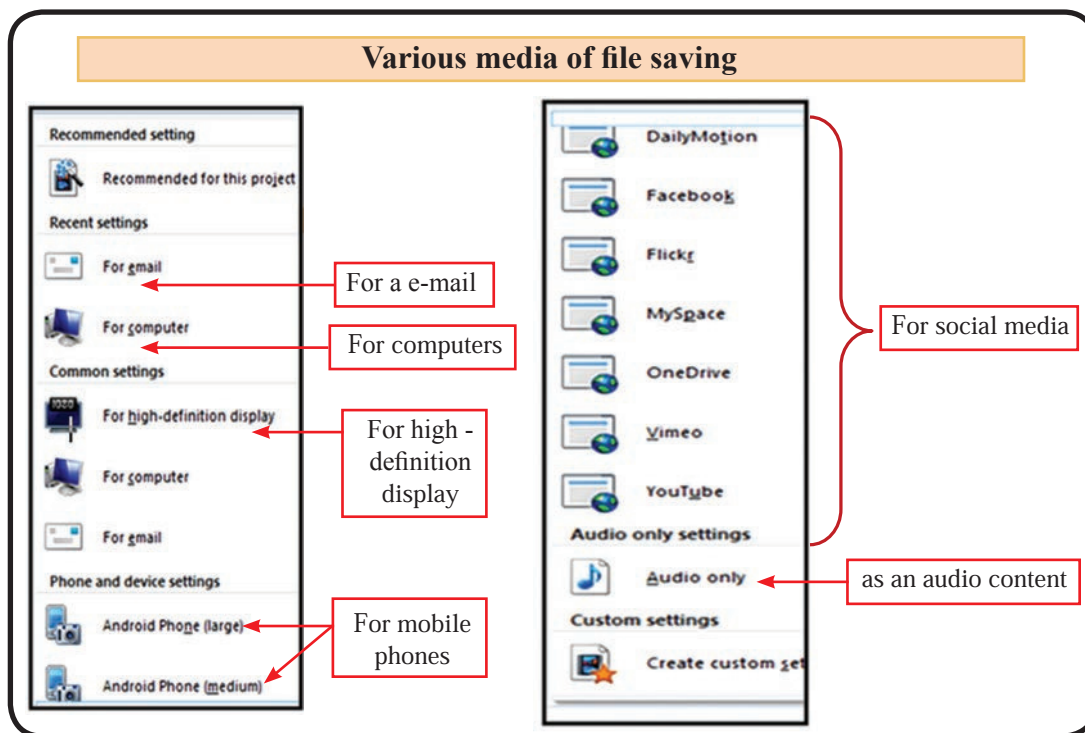 Various media of file saving
Recommended setting
Recommended for this project
Recent settings
For email
For computer
Common settings
For high-definition display
For computer
For email
Phone and device settings
Android Phone (large)
Android Phone (medium)
For a e-mail
For computers
For high -
definition
display
For mobile
phones
DailyMotion
Facebook
Flickr
MySpace
OneDrive
Vimeo
YouTube
Audio only settings
Audio only
Custom settings
Create custom set
For social media
as an audio content